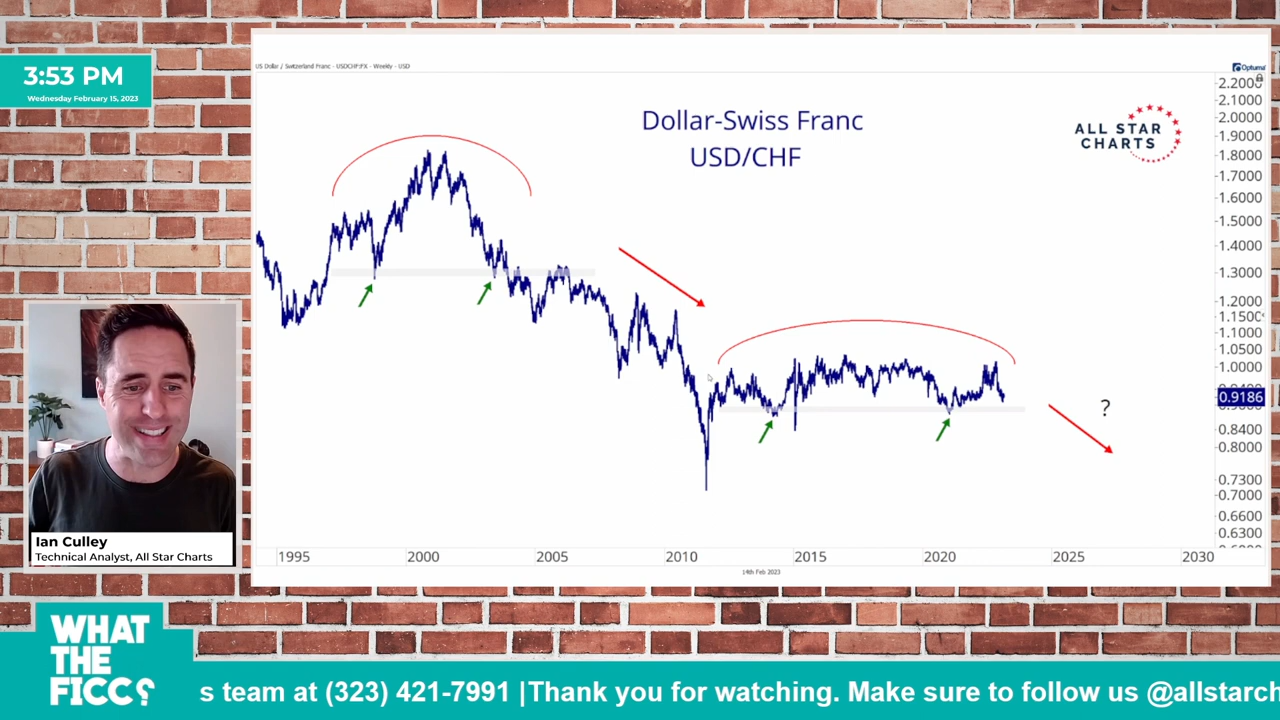 3:53 PM
Wednesday February 15, 2023
US Dollar / Switzerland Franc - USDCHF:FX - Weekly - USD
Optuma
Dollar-Swiss Franc
USD/CHF
ALL STAR
CHARTS
2.2000
2.1000
2.0000
1.9000
1.8000
1.7000
1.6000
1.5000
1.4000
1.3000
1.2000
1.1500
1.1000
1.0500
1.0000
0.9186
0.8400
0.8000
0.7300
0.7000
0.6600
0.6300
?
1995
2000
2005
2010
2015
2020
2025
2030
14th Feb 2023
Ian Culley
Technical Analyst, All Star Charts
WHAT
THE
FICC?
s team at (323) 421-7991 |Thank you for watching. Make sure to follow us @allstarch